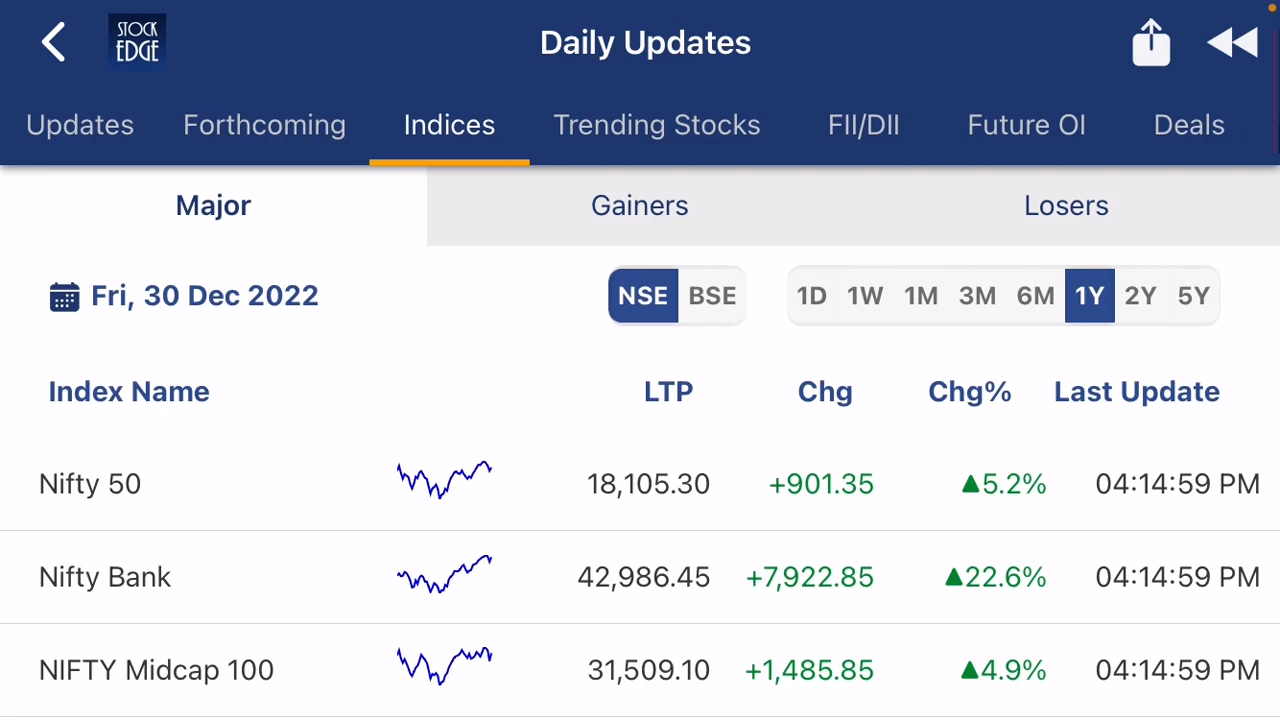 STOCK
EDGE
Daily Updates
Updates Forthcoming Indices Trending Stocks FII/DII Future OI Deals
Major Gainers Losers
Fri, 30 Dec 2022 NSE BSE 1D 1W 1M 3M 6M 1Y 2Y 5Y
Index Name LTP Chg Chg% Last Update
Nifty 50 18,105.30 +901.35 ▲5.2% 04:14:59 PM
Nifty Bank 42,986.45 +7,922.85 ▲22.6% 04:14:59 PM
NIFTY Midcap 100 31,509.10 +1,485.85 ▲4.9% 04:14:59 PM